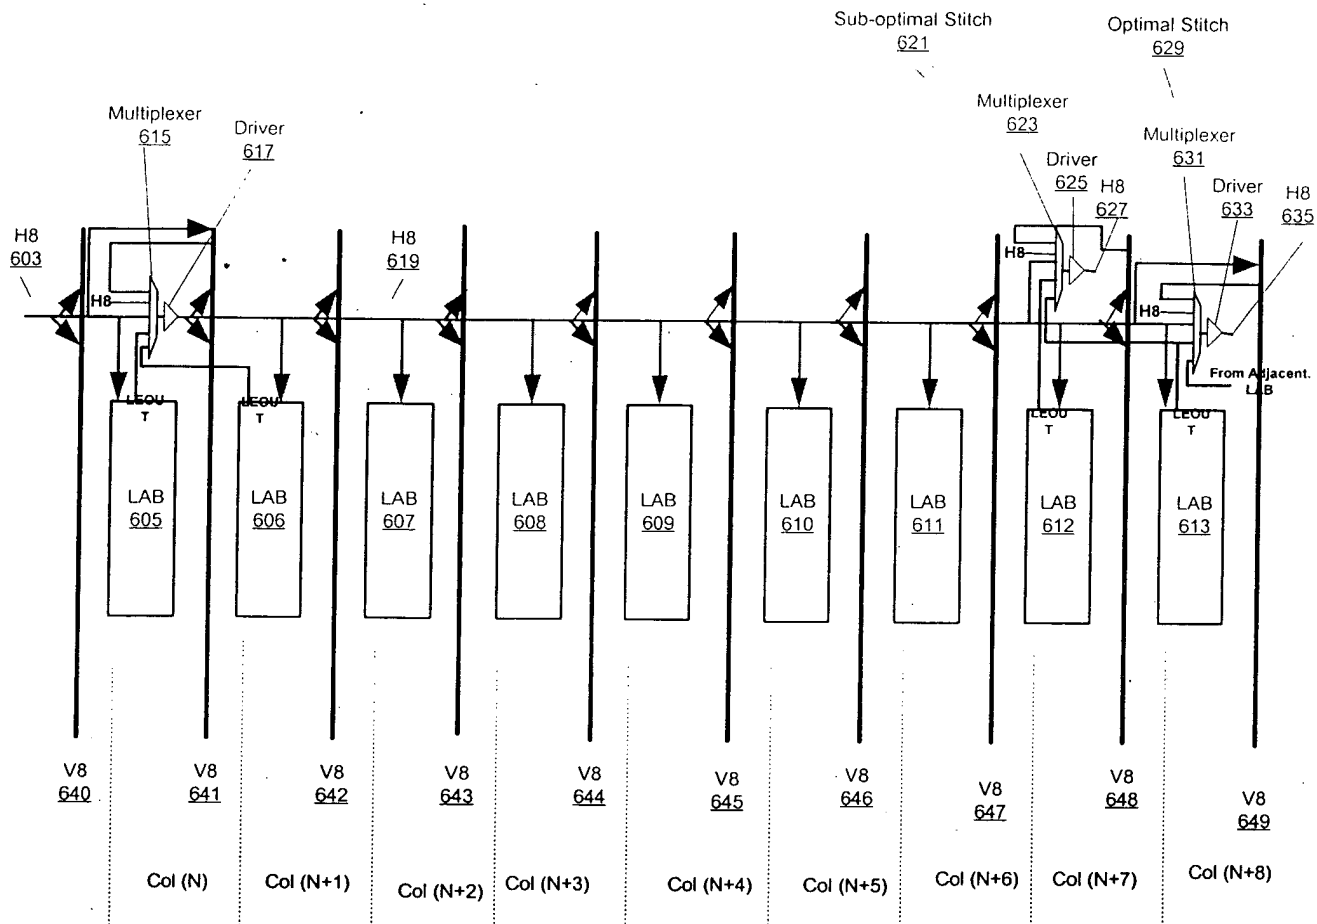 Sub-optimal Stitch
621
Optimal Stitch
629
Multiplexer
615
Driver
617
Multiplexer
623
Driver
625
H8
627
Multiplexer
631
Driver
633
H8
635
H8
603
H8
619
H8
H8
H8
From Adjacent.
LAB
LEOU
T
LEOU
T
LEOU
T
LEOU
T
LAB
605
LAB
606
LAB
607
LAB
608
LAB
609
LAB
610
LAB
611
LAB
612
LAB
613
V8
640
V8
641
V8
642
V8
643
V8
644
V8
645
V8
646
V8
647
V8
648
V8
649
Col (N)
Col (N+1)
Col (N+2)
Col (N+3)
Col (N+4)
Col (N+5)
Col (N+6)
Col (N+7)
Col (N+8)